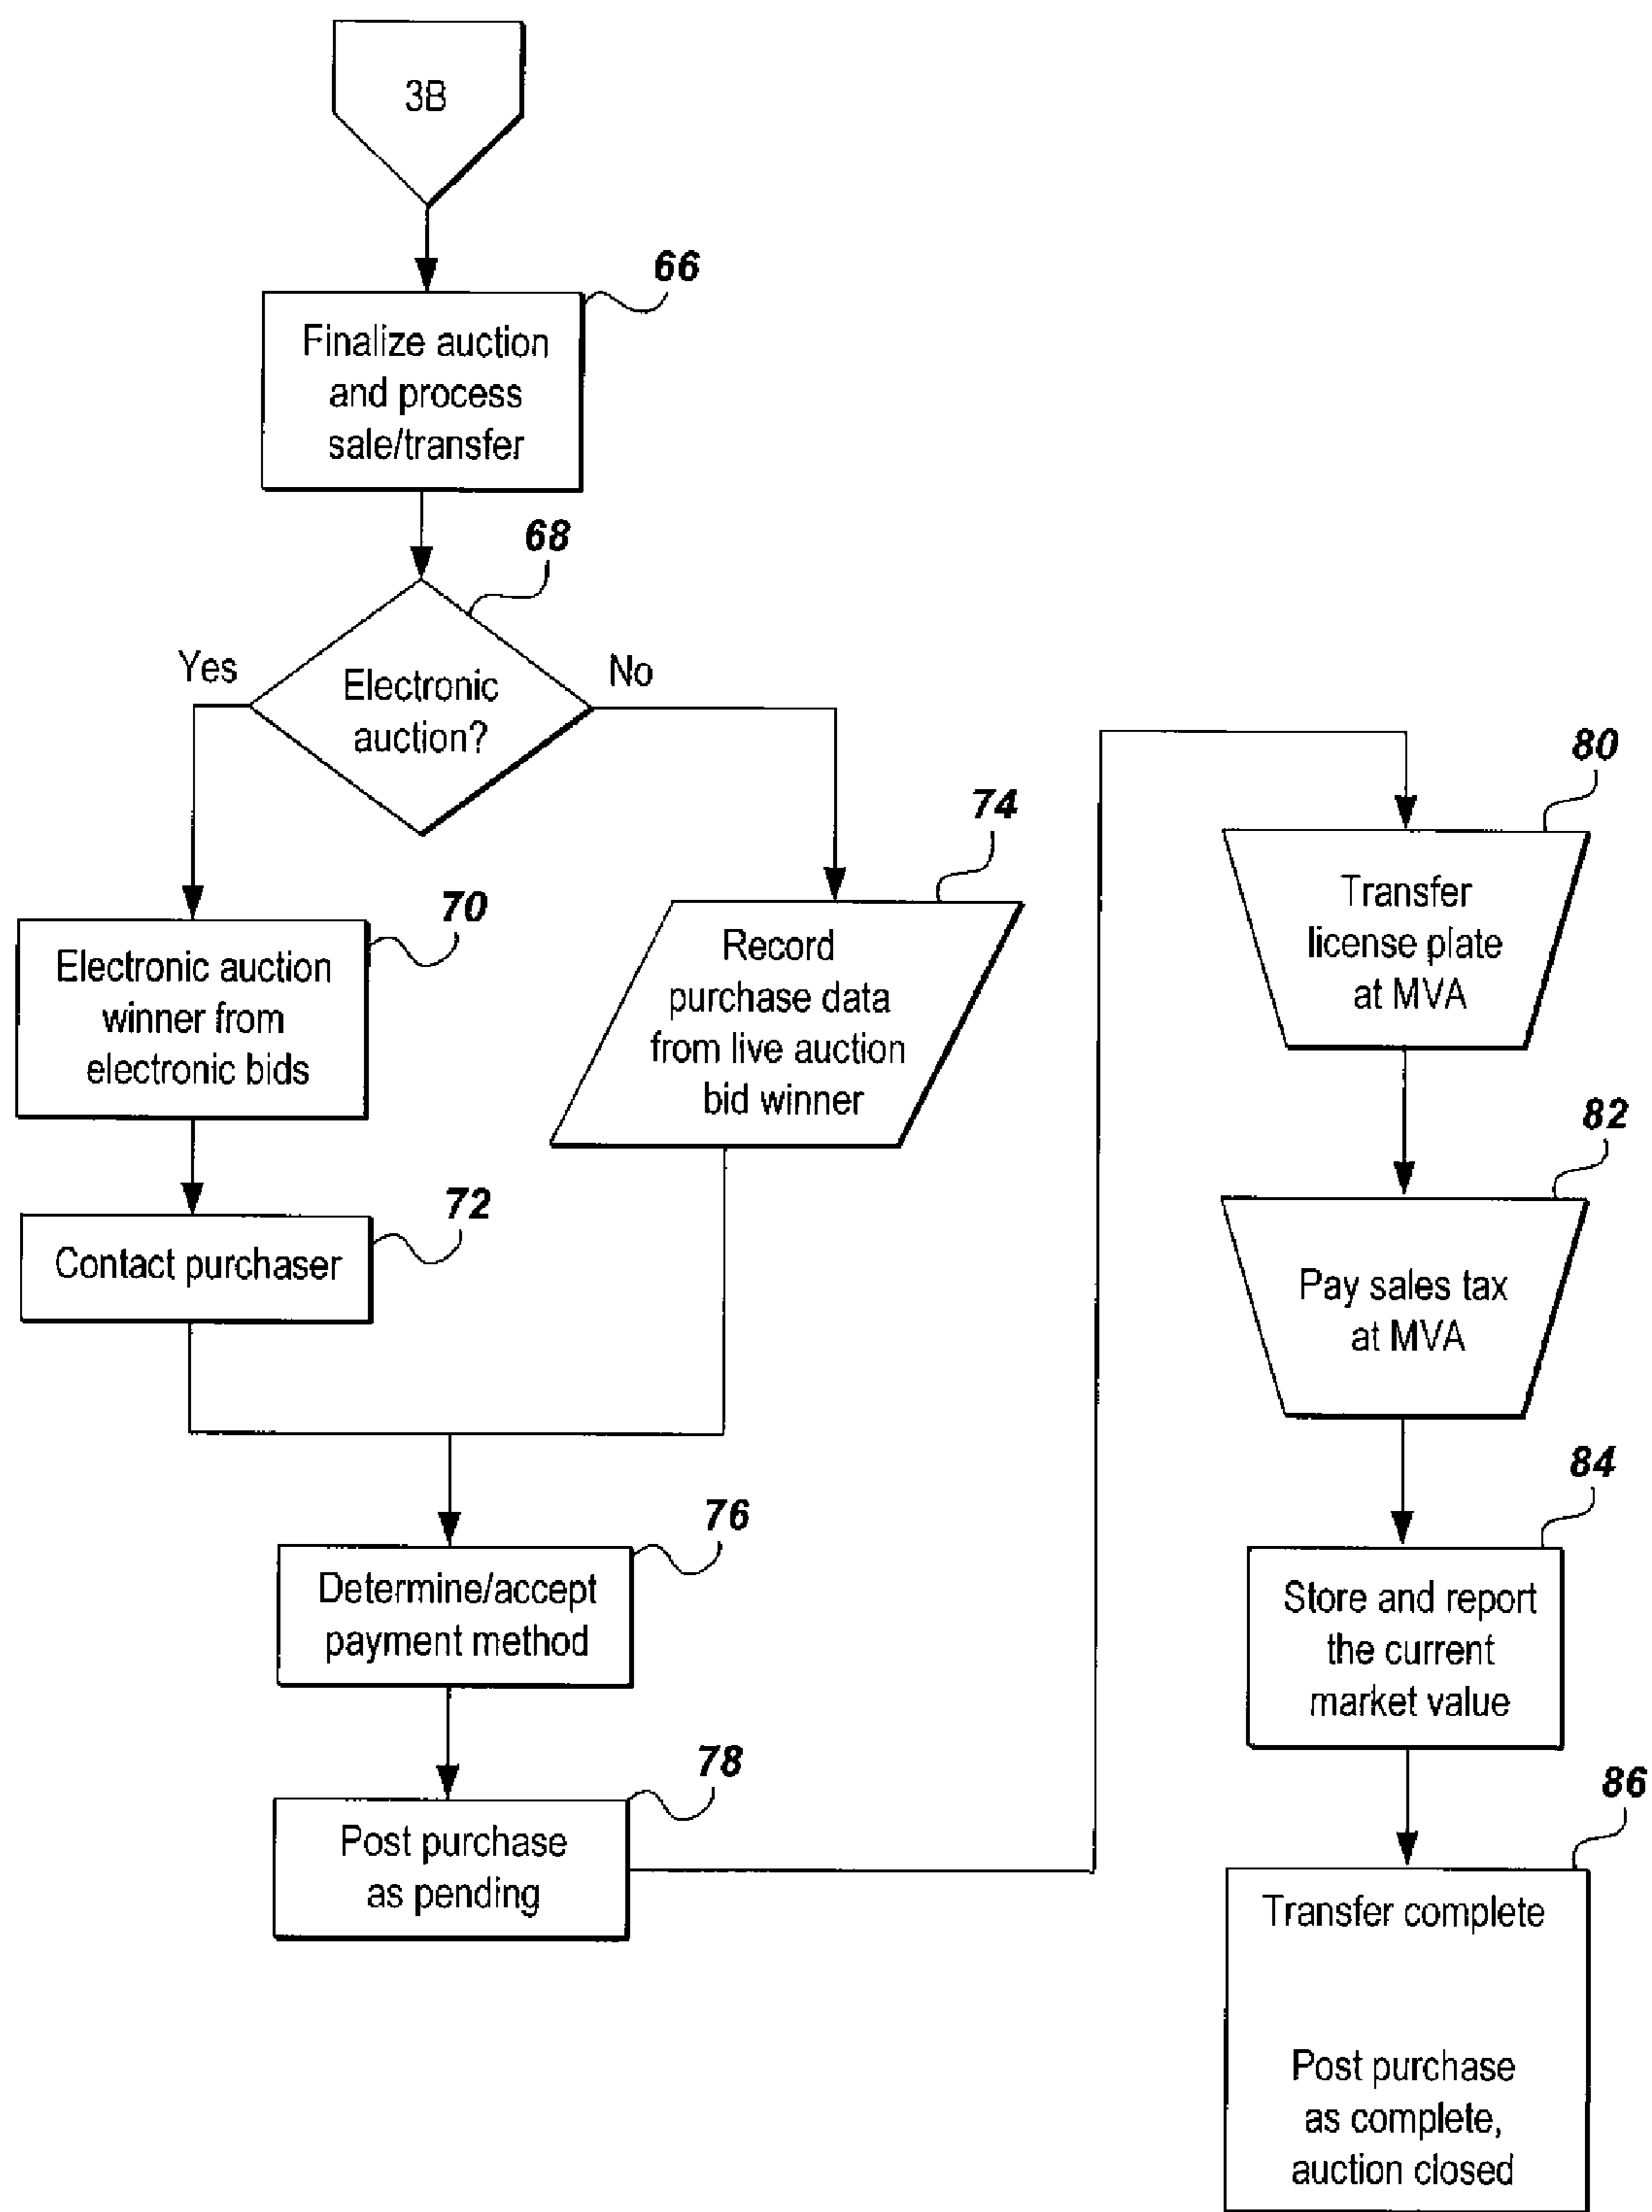 3B
66
Finalize auction
and process
sale/transfer
68
Yes
Electronic
auction?
No
70
Electronic auction
winner from
electronic bids
74
Record
purchase data
from live auction
bid winner
72
Contact purchaser
76
Determine/accept
payment method
78
Post purchase
as pending
80
Transfer
license plate
at MVA
82
Pay sales tax
at MVA
84
Store and report
the current
market value
86
Transfer complete
Post purchase
as complete,
auction closed